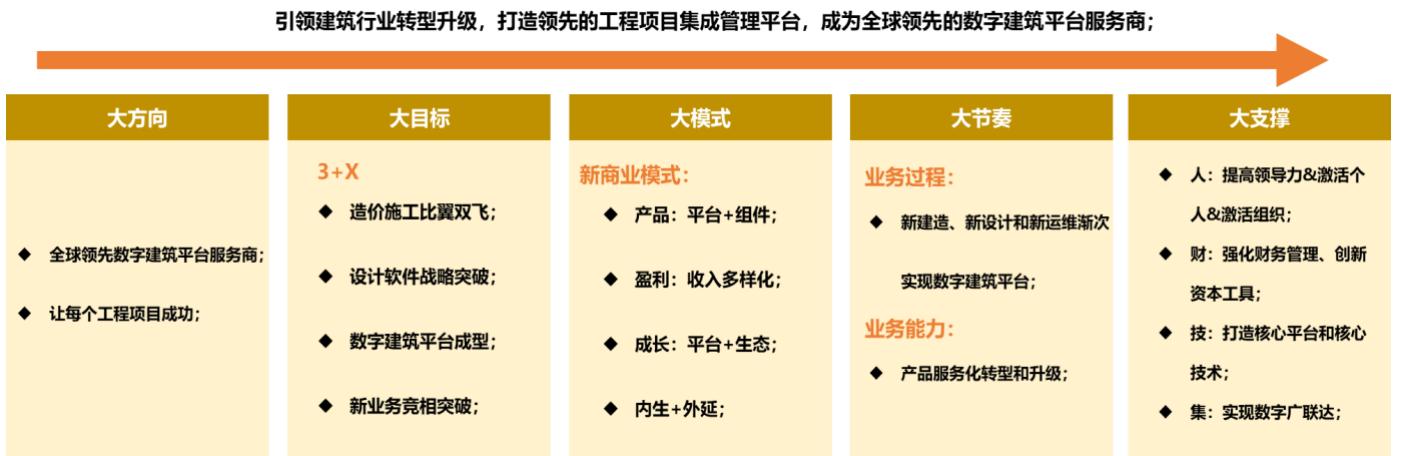 引领建筑行业转型升级，打造领先的工程项目集成管理平台，成为全球领先的数字建筑平台服务商；
大方向
◆ 全球领先数字建筑平台服务商；
◆ 让每个工程项目成功；
大目标
3+X
◆ 造价施工比翼双飞；
◆ 设计软件战略突破；
◆ 数字建筑平台成型；
◆ 新业务竞相突破；
大模式
新商业模式：
◆ 产品：平台+组件；
◆ 盈利：收入多样化；
◆ 成长：平台+生态；
◆ 内生+外延；
大节奏
业务过程：
◆ 新建造、新设计和新运维渐次
实现数字建筑平台；
业务能力：
◆ 产品服务化转型和升级；
大支撑
◆ 人：提高领导力&激活个
人&激活组织；
◆ 财：强化财务管理、创新
资本工具；
◆ 技：打造核心平台和核心
技术；
◆ 集：实现数字广联达；